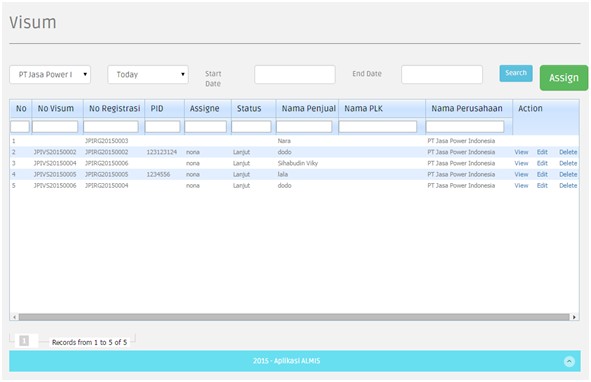 Visum
PT Jasa Power I Today Start Date End Date Search Assign
No No Visum No Registrasi PID Assigne Status Nama Penjual Nama PLK Nama Perusahaan Action
1 JPIRG20150003 Nara PT Jasa Power Indonesia
2 JPIVS20150002 JPIRG20150002 123123124 nona Lanjut dodo PT Jasa Power Indonesia View Edit Delete
3 JPIVS20150004 JPIRG20150006 nona Lanjut Sihabudin Viky PT Jasa Power Indonesia View Edit Delete
4 JPIVS20150005 JPIRG20150005 1234556 nona Lanjut lala PT Jasa Power Indonesia View Edit Delete
5 JPIVS20150006 JPIRG20150004 nona Lanjut dodo PT Jasa Power Indonesia View Edit Delete
1 Records from 1 to 5 of 5
2015 - Aplikasi ALMIS